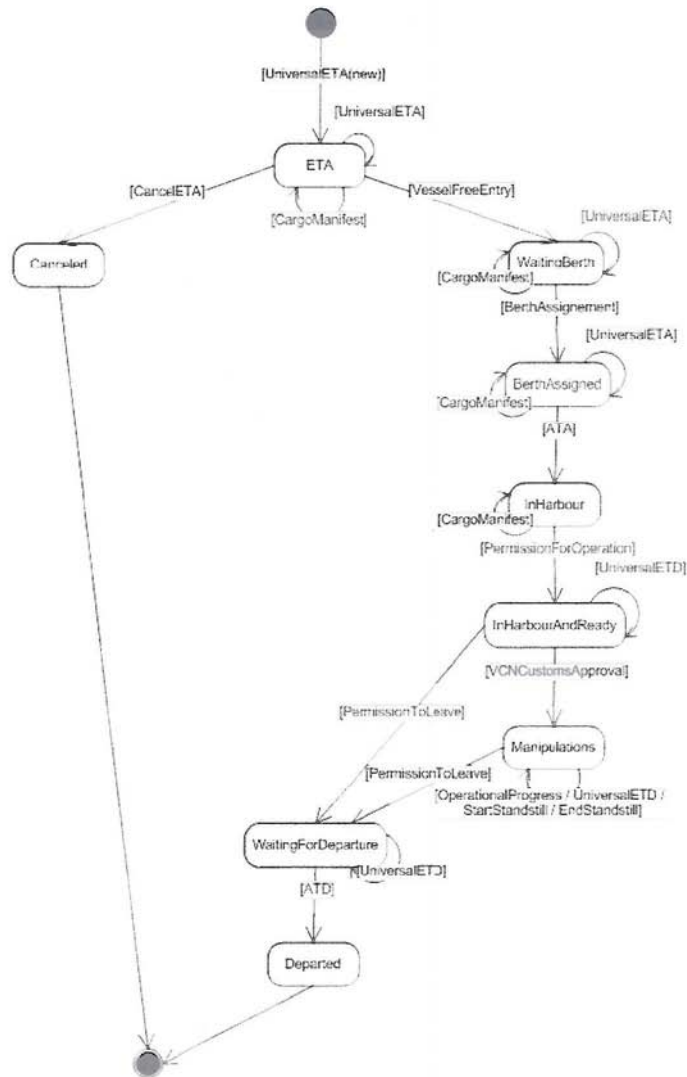 [UniversalETA(new)]
[UniversalETA]
ETA
[CancelETA]
[VesselFreeEntry]
[CargoManifest]
[UniversalETA]
Canceled
WaitingBerth
[CargoManifest]
[BerthAssignement]
[UniversalETA]
BerthAssigned
[CargoManifest]
[ATA]
InHarbour
[CargoManifest]
[PermissionForOperation]
[UniversalETD]
InHarbourAndReady
[VCNCustomsApproval]
[PermissionToLeave]
Manipulations
[PermissionToLeave]
[OperationalProgress / UniversalETD /
StartStandstill / EndStandstill]
WaitingForDeparture
[UniversalETD]
[ATD]
Departed